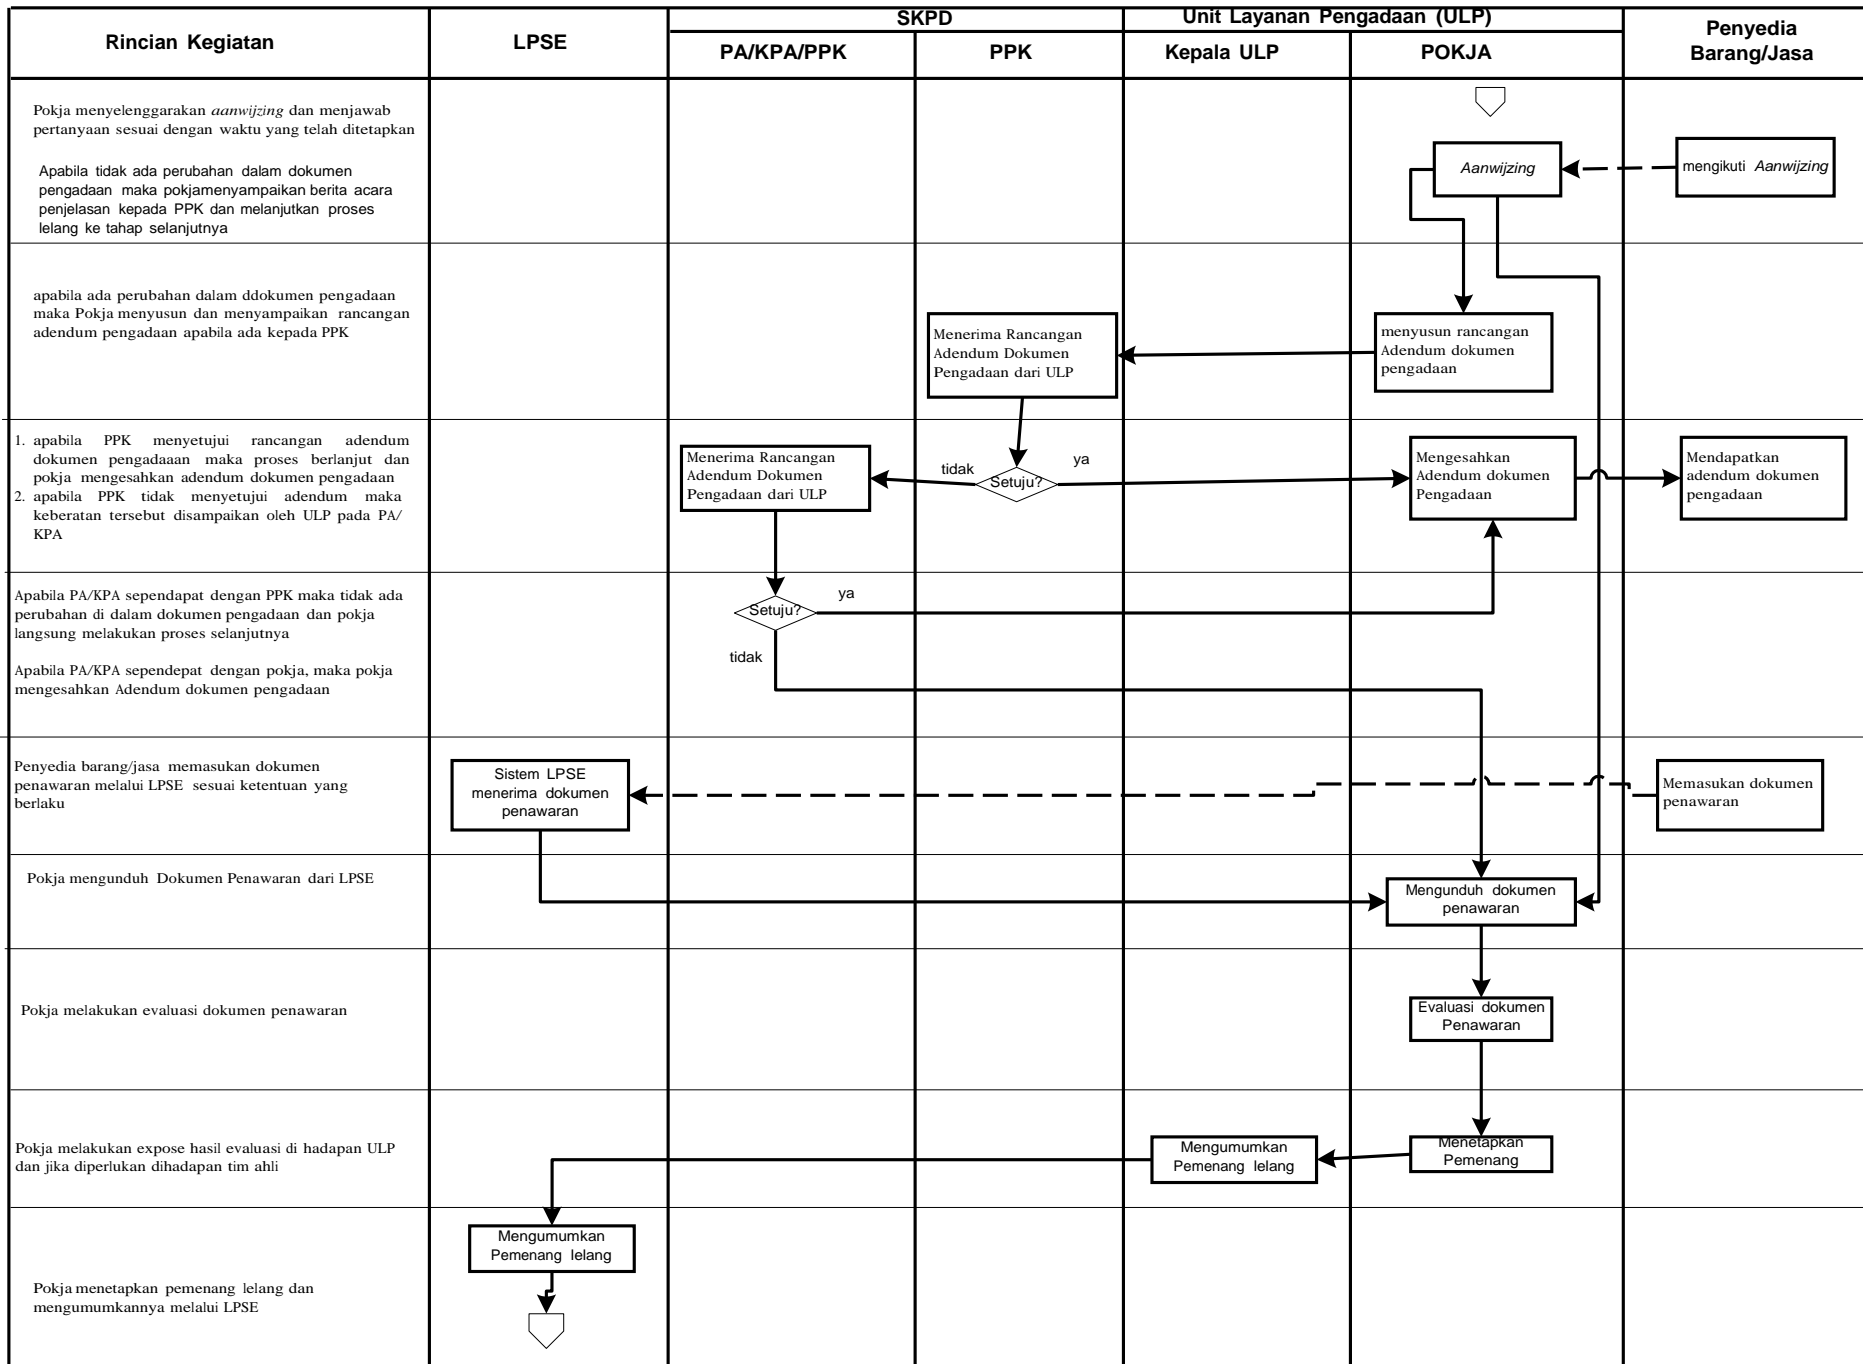 SKPD
Unit Layanan Pengadaan (ULP)
Rincian Kegiatan
LPSE
PA/KPA/PPK
PPK
Kepala ULP
POKJA
Penyedia
Barang/Jasa
Pokja menyelenggarakan aanwijzing dan menjawab
pertanyaan sesuai dengan waktu yang telah ditetapkan
Apabila tidak ada perubahan dalam dokumen
pengadaan maka pokjamenyampaikan berita acara
penjelasan kepada PPK dan melanjutkan proses
lelang ke tahap selanjutnya
Aanwijzing
mengikuti Aanwijzing
apabila ada perubahan dalam ddokumen pengadaan
maka Pokja menyusun dan menyampaikan rancangan
adendum pengadaan apabila ada kepada PPK
Menerima Rancangan
Adendum Dokumen
Pengadaan dari ULP
menyusun rancangan
Adendum dokumen
pengadaan
1. apabila PPK menyetujui rancangan adendum
dokumen pengadaaan maka proses berlanjut dan
pokja mengesahkan adendum dokumen pengadaan
2. apabila PPK tidak menyetujui adendum maka
keberatan tersebut disampaikan oleh ULP pada PA/
KPA
Menerima Rancangan
Adendum Dokumen
Pengadaan dari ULP
tidak
Setuju?
ya
Mengesahkan
Adendum dokumen
Pengadaan
Mendapatkan
adendum dokumen
pengadaan
Apabila PA/KPA sependapat dengan PPK maka tidak ada
perubahan di dalam dokumen pengadaan dan pokja
langsung melakukan proses selanjutnya
Apabila PA/KPA sependepat dengan pokja, maka pokja
mengesahkan Adendum dokumen pengadaan
Setuju?
ya
tidak
Penyedia barang/jasa memasukan dokumen
penawaran melalui LPSE sesuai ketentuan yang
berlaku
Sistem LPSE
menerima dokumen
penawaran
Memasukan dokumen
penawaran
Pokja mengunduh Dokumen Penawaran dari LPSE
Mengunduh dokumen
penawaran
Pokja melakukan evaluasi dokumen penawaran
Evaluasi dokumen
Penawaran
Pokja melakukan expose hasil evaluasi di hadapan ULP
dan jika diperlukan dihadapan tim ahli
Mengumumkan
Pemenang lelang
Menetapkan
Pemenang
Mengumumkan
Pemenang lelang
Pokja menetapkan pemenang lelang dan
mengumumkannya melalui LPSE